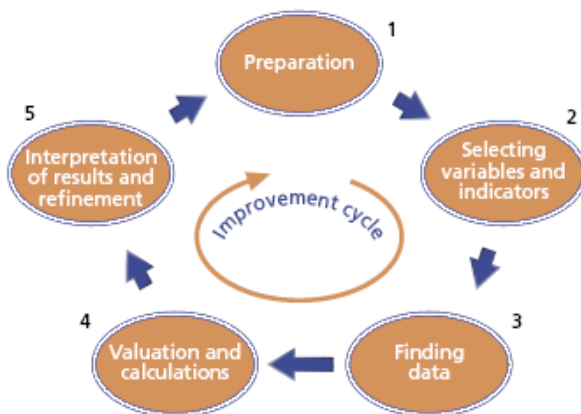 1
Preparation
2
Selecting
variables and
indicators
3
Finding
data
4
Valuation and
calculations
5
Interpretation
of results and
refinement
Improvement cycle